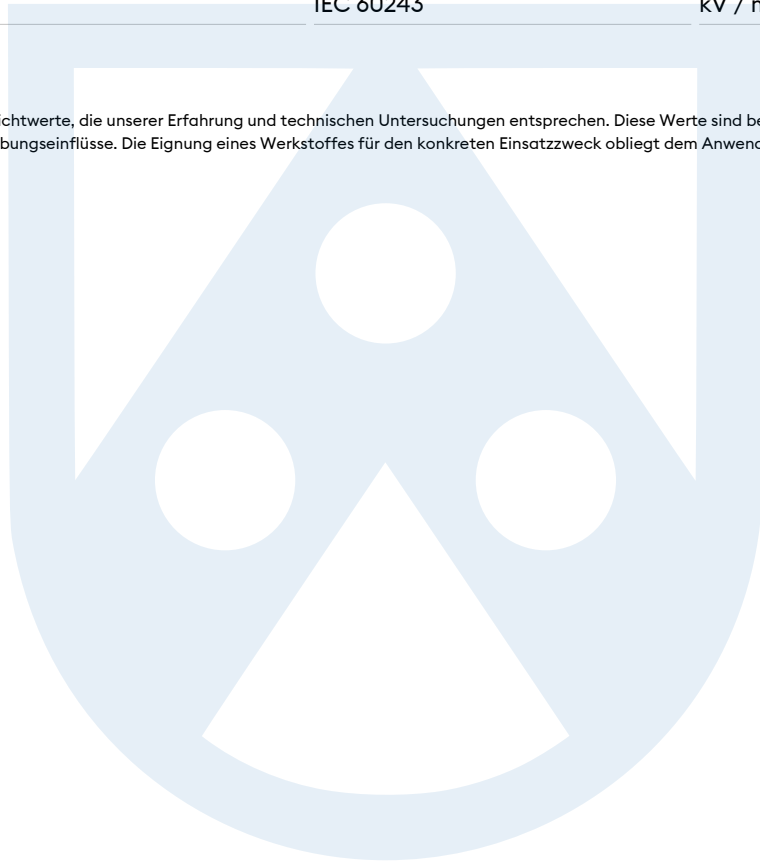 IEC 60243 kV / m
ichtwerte, die unserer Erfahrung und technischen Untersuchungen entsprechen. Diese Werte sind be
bungseinflüsse. Die Eignung eines Werkstoffes für den konkreten Einsatzzweck obliegt dem Anwend